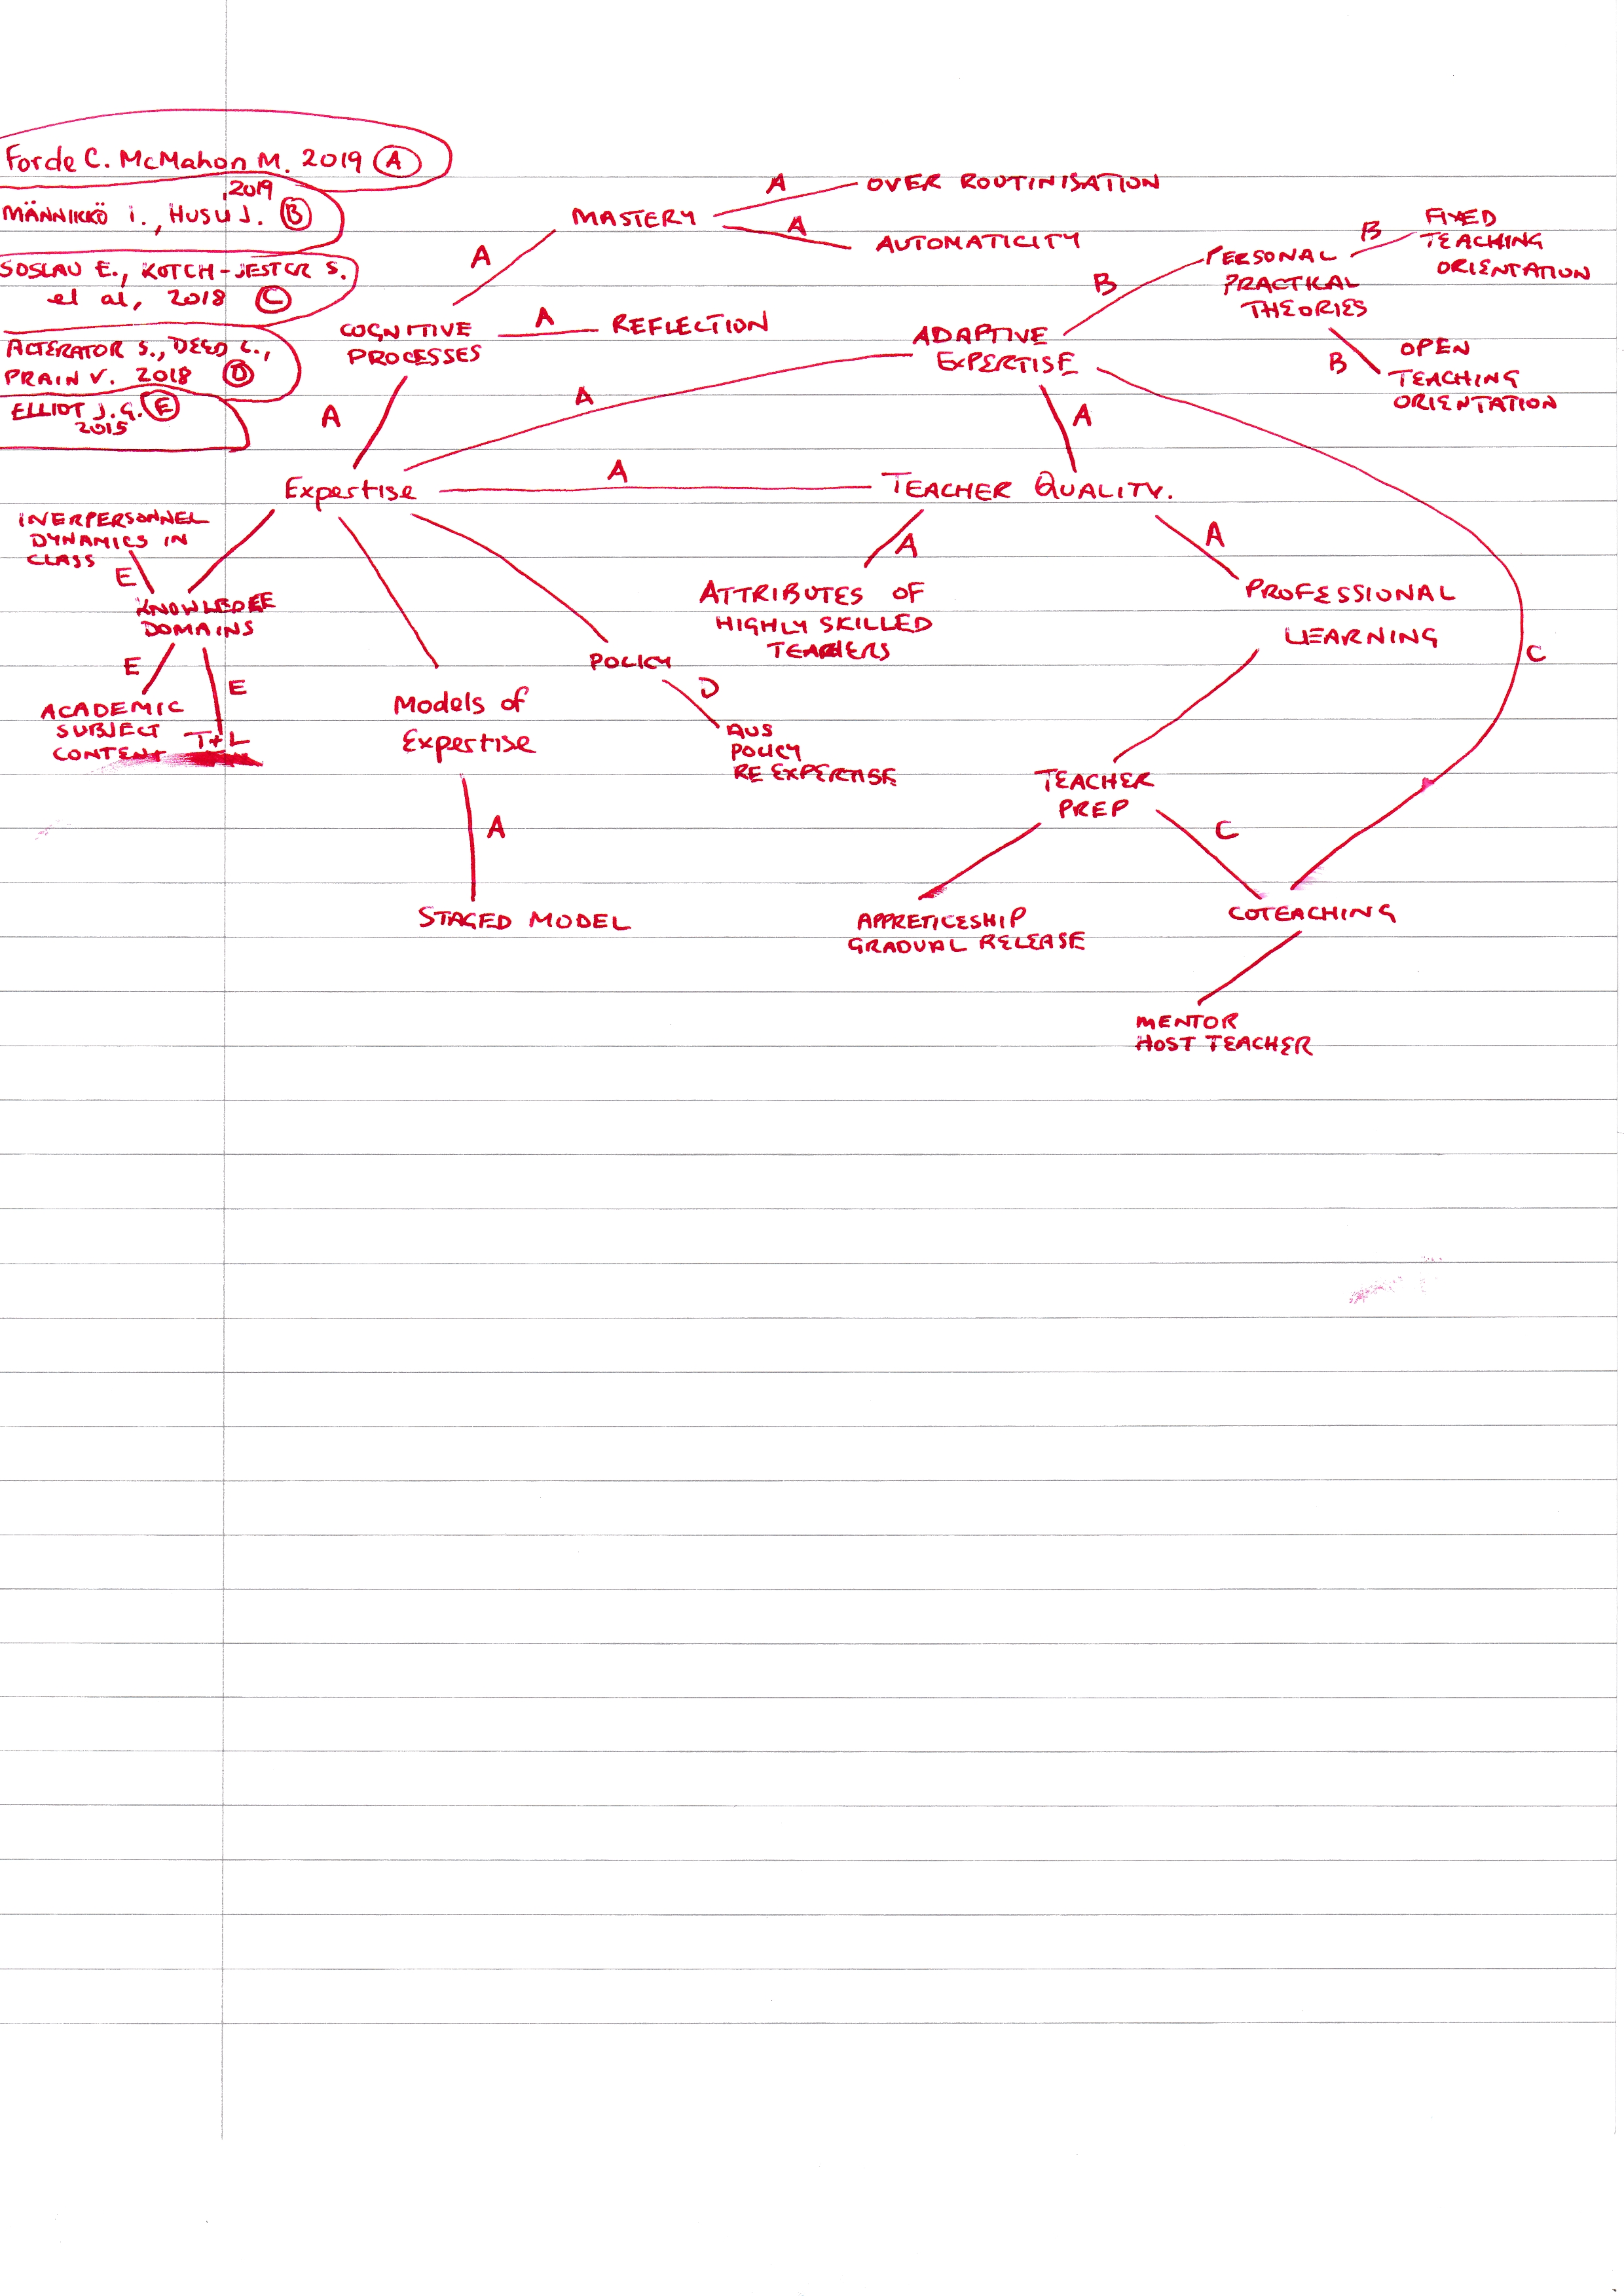 Forde C. McMahon M. 2019 (A)
, 2019
MÄNNIKKÖ I., HUSU J. (B)
SOSLAU E., KOTCH-JESTER S.
et al, 2018 (C)
ALTERATOR S., DEED C.,
PRAIN V. 2018 (D)
ELLIOT J.G. (E)
2015
MASTERY
A
OVER ROUTINISATION
A
AUTOMATICITY
A
COGNITIVE
PROCESSES
A
REFLECTION
A
ADAPTIVE
EXPERTISE
B
PERSONAL
PRACTICAL
THEORIES
B
FIXED
TEACHING
ORIENTATION
B
OPEN
TEACHING
ORIENTATION
A
A
Expertise
A
TEACHER QUALITY.
INERPERSONNEL
DYNAMICS IN
CLASS
E
KNOWLEDEE
DOMAINS
E
E
ACADEMIC
SUBJECT
CONTENT
T+L
Models of
Expertise
A
STAGED MODEL
POLICY
D
AUS
POLICY
RE EXPERTISE
A
ATTRIBUTES OF
HIGHLY SKILLED
TEACHERS
A
PROFESSIONAL
LEARNING
C
TEACHER
PREP
C
APPRETICESHIP
GRADUAL RELEASE
COTEACHING
MENTOR
HOST TEACHER